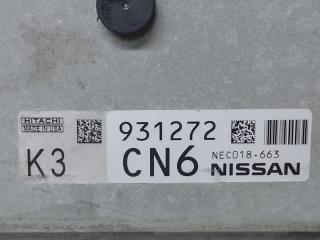 HITACHI
MADE IN USA
931272
K3
CN6
NEC018-663
NISSAN